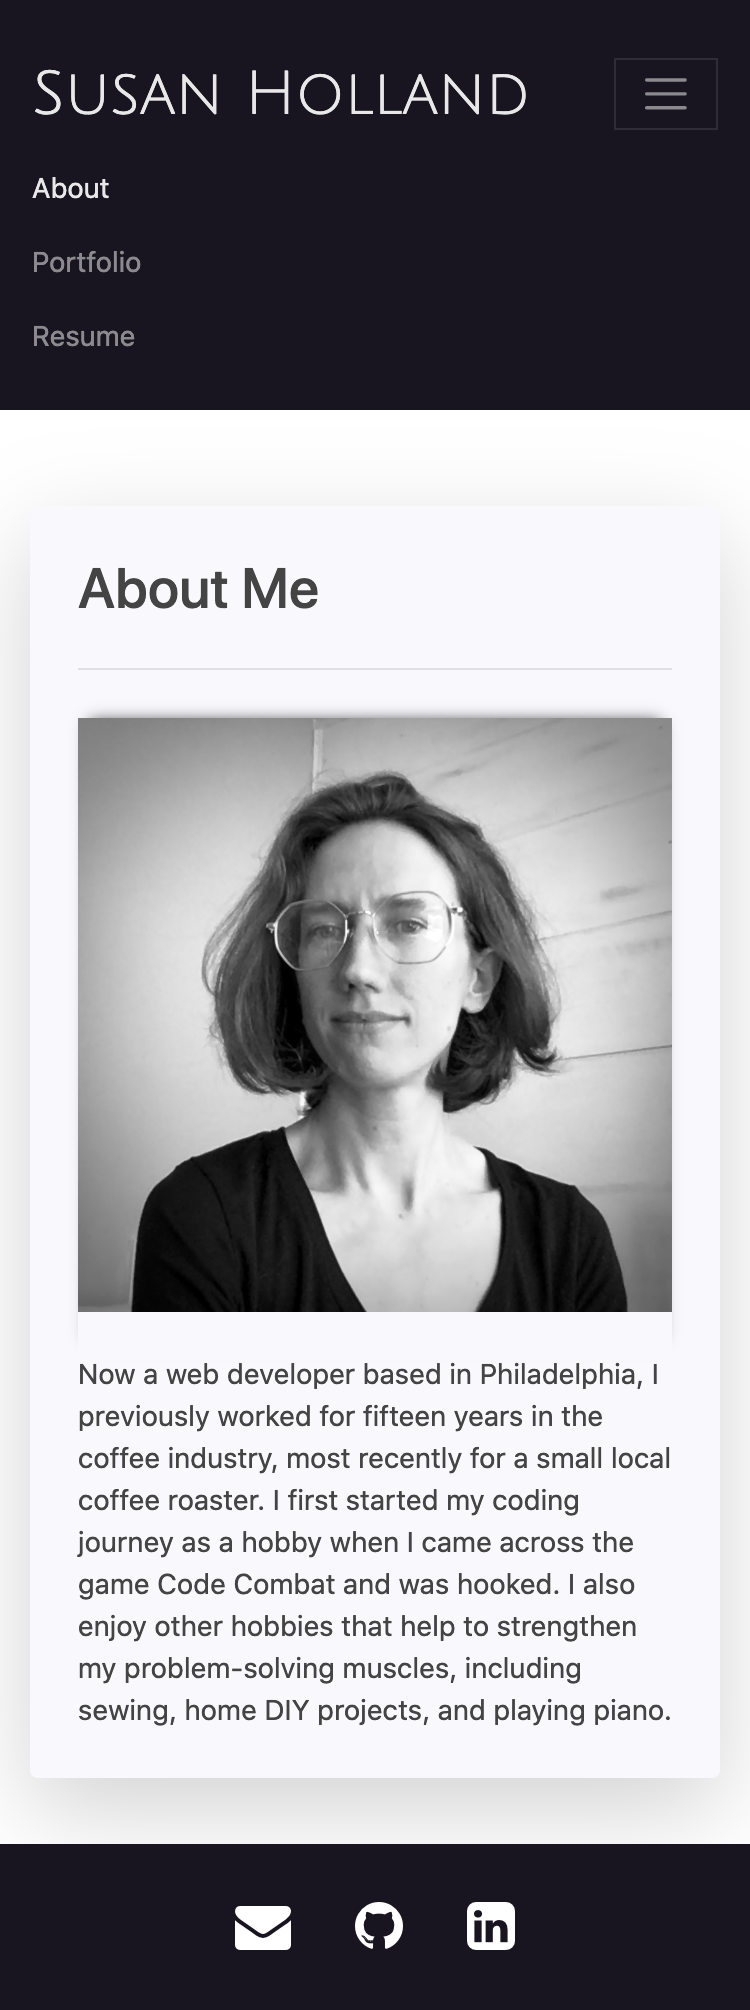 Susan Holland
About
Portfolio
Resume
About Me
Now a web developer based in Philadelphia, I
previously worked for fifteen years in the
coffee industry, most recently for a small local
coffee roaster. I first started my coding
journey as a hobby when I came across the
game Code Combat and was hooked. I also
enjoy other hobbies that help to strengthen
my problem-solving muscles, including
sewing, home DIY projects, and playing piano.
in